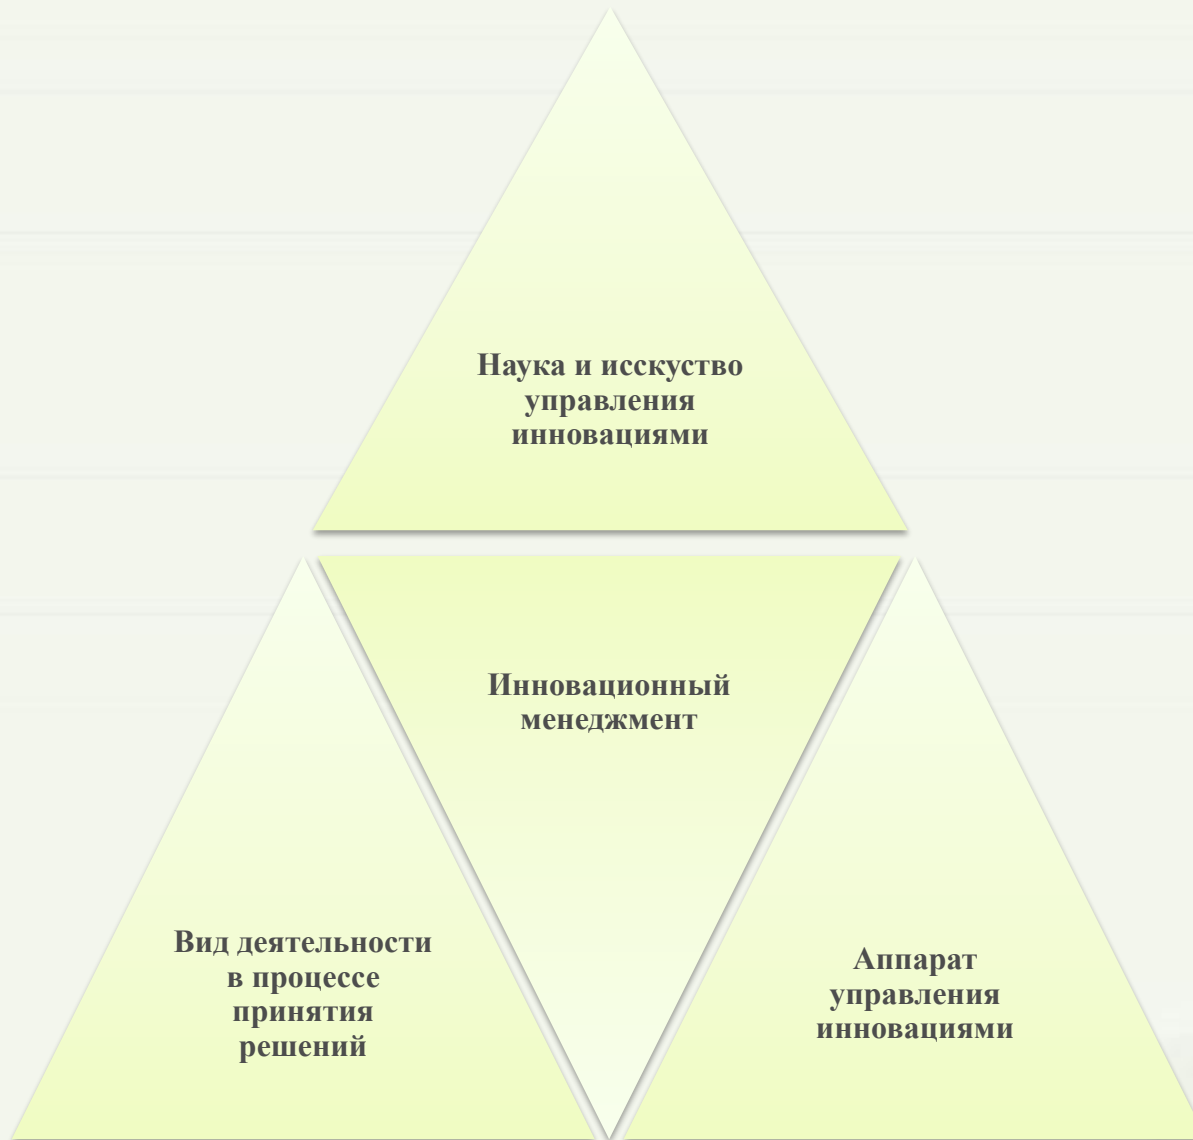 Наука и исскуство
управления
инновациями
Инновационный
менеджмент
Вид деятельности
в процессе
принятия
решений
Аппарат
управления
инновациями